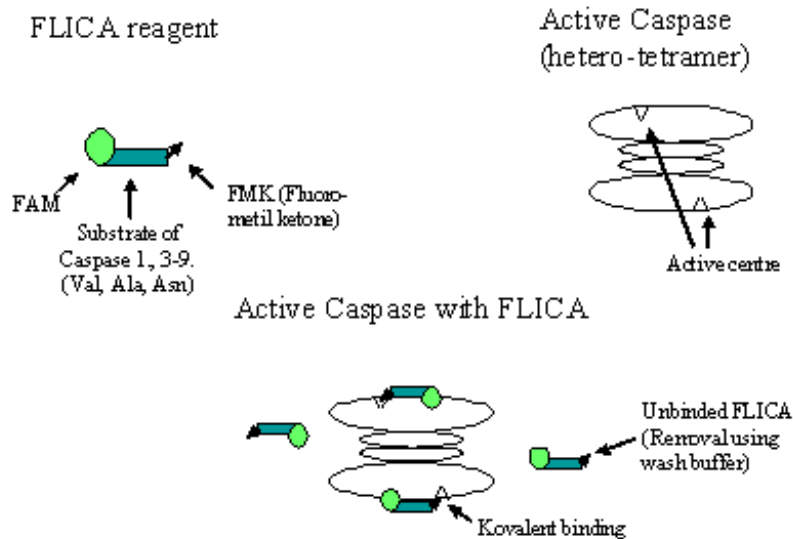 FLICA reagent
Active Caspase
(hetero-tetramer)
FAM
Substrate of
Caspase 1, 3-9.
(Val, Ala, Asn)
FMK (Fluoro-
metil ketone)
Active centre
Active Caspase with FLICA
Unbinded FLICA
(Removal using
wash buffer)
Kovalent binding